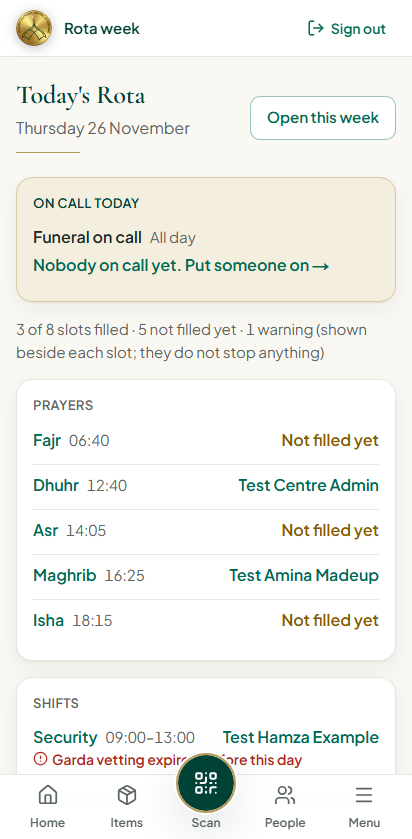 Rota week
Sign out
Today's Rota
Thursday 26 November
Open this week
ON CALL TODAY
Funeral on call All day
Nobody on call yet. Put someone on →
3 of 8 slots filled · 5 not filled yet · 1 warning (shown
beside each slot; they do not stop anything)
PRAYERS
Fajr 06:40 Not filled yet
Dhuhr 12:40 Test Centre Admin
Asr 14:05 Not filled yet
Maghrib 16:25 Test Amina Madeup
Isha 18:15 Not filled yet
SHIFTS
Security 09:00–13:00 Test Hamza Example
Garda vetting this day
Home
Items
Scan
People
Menu